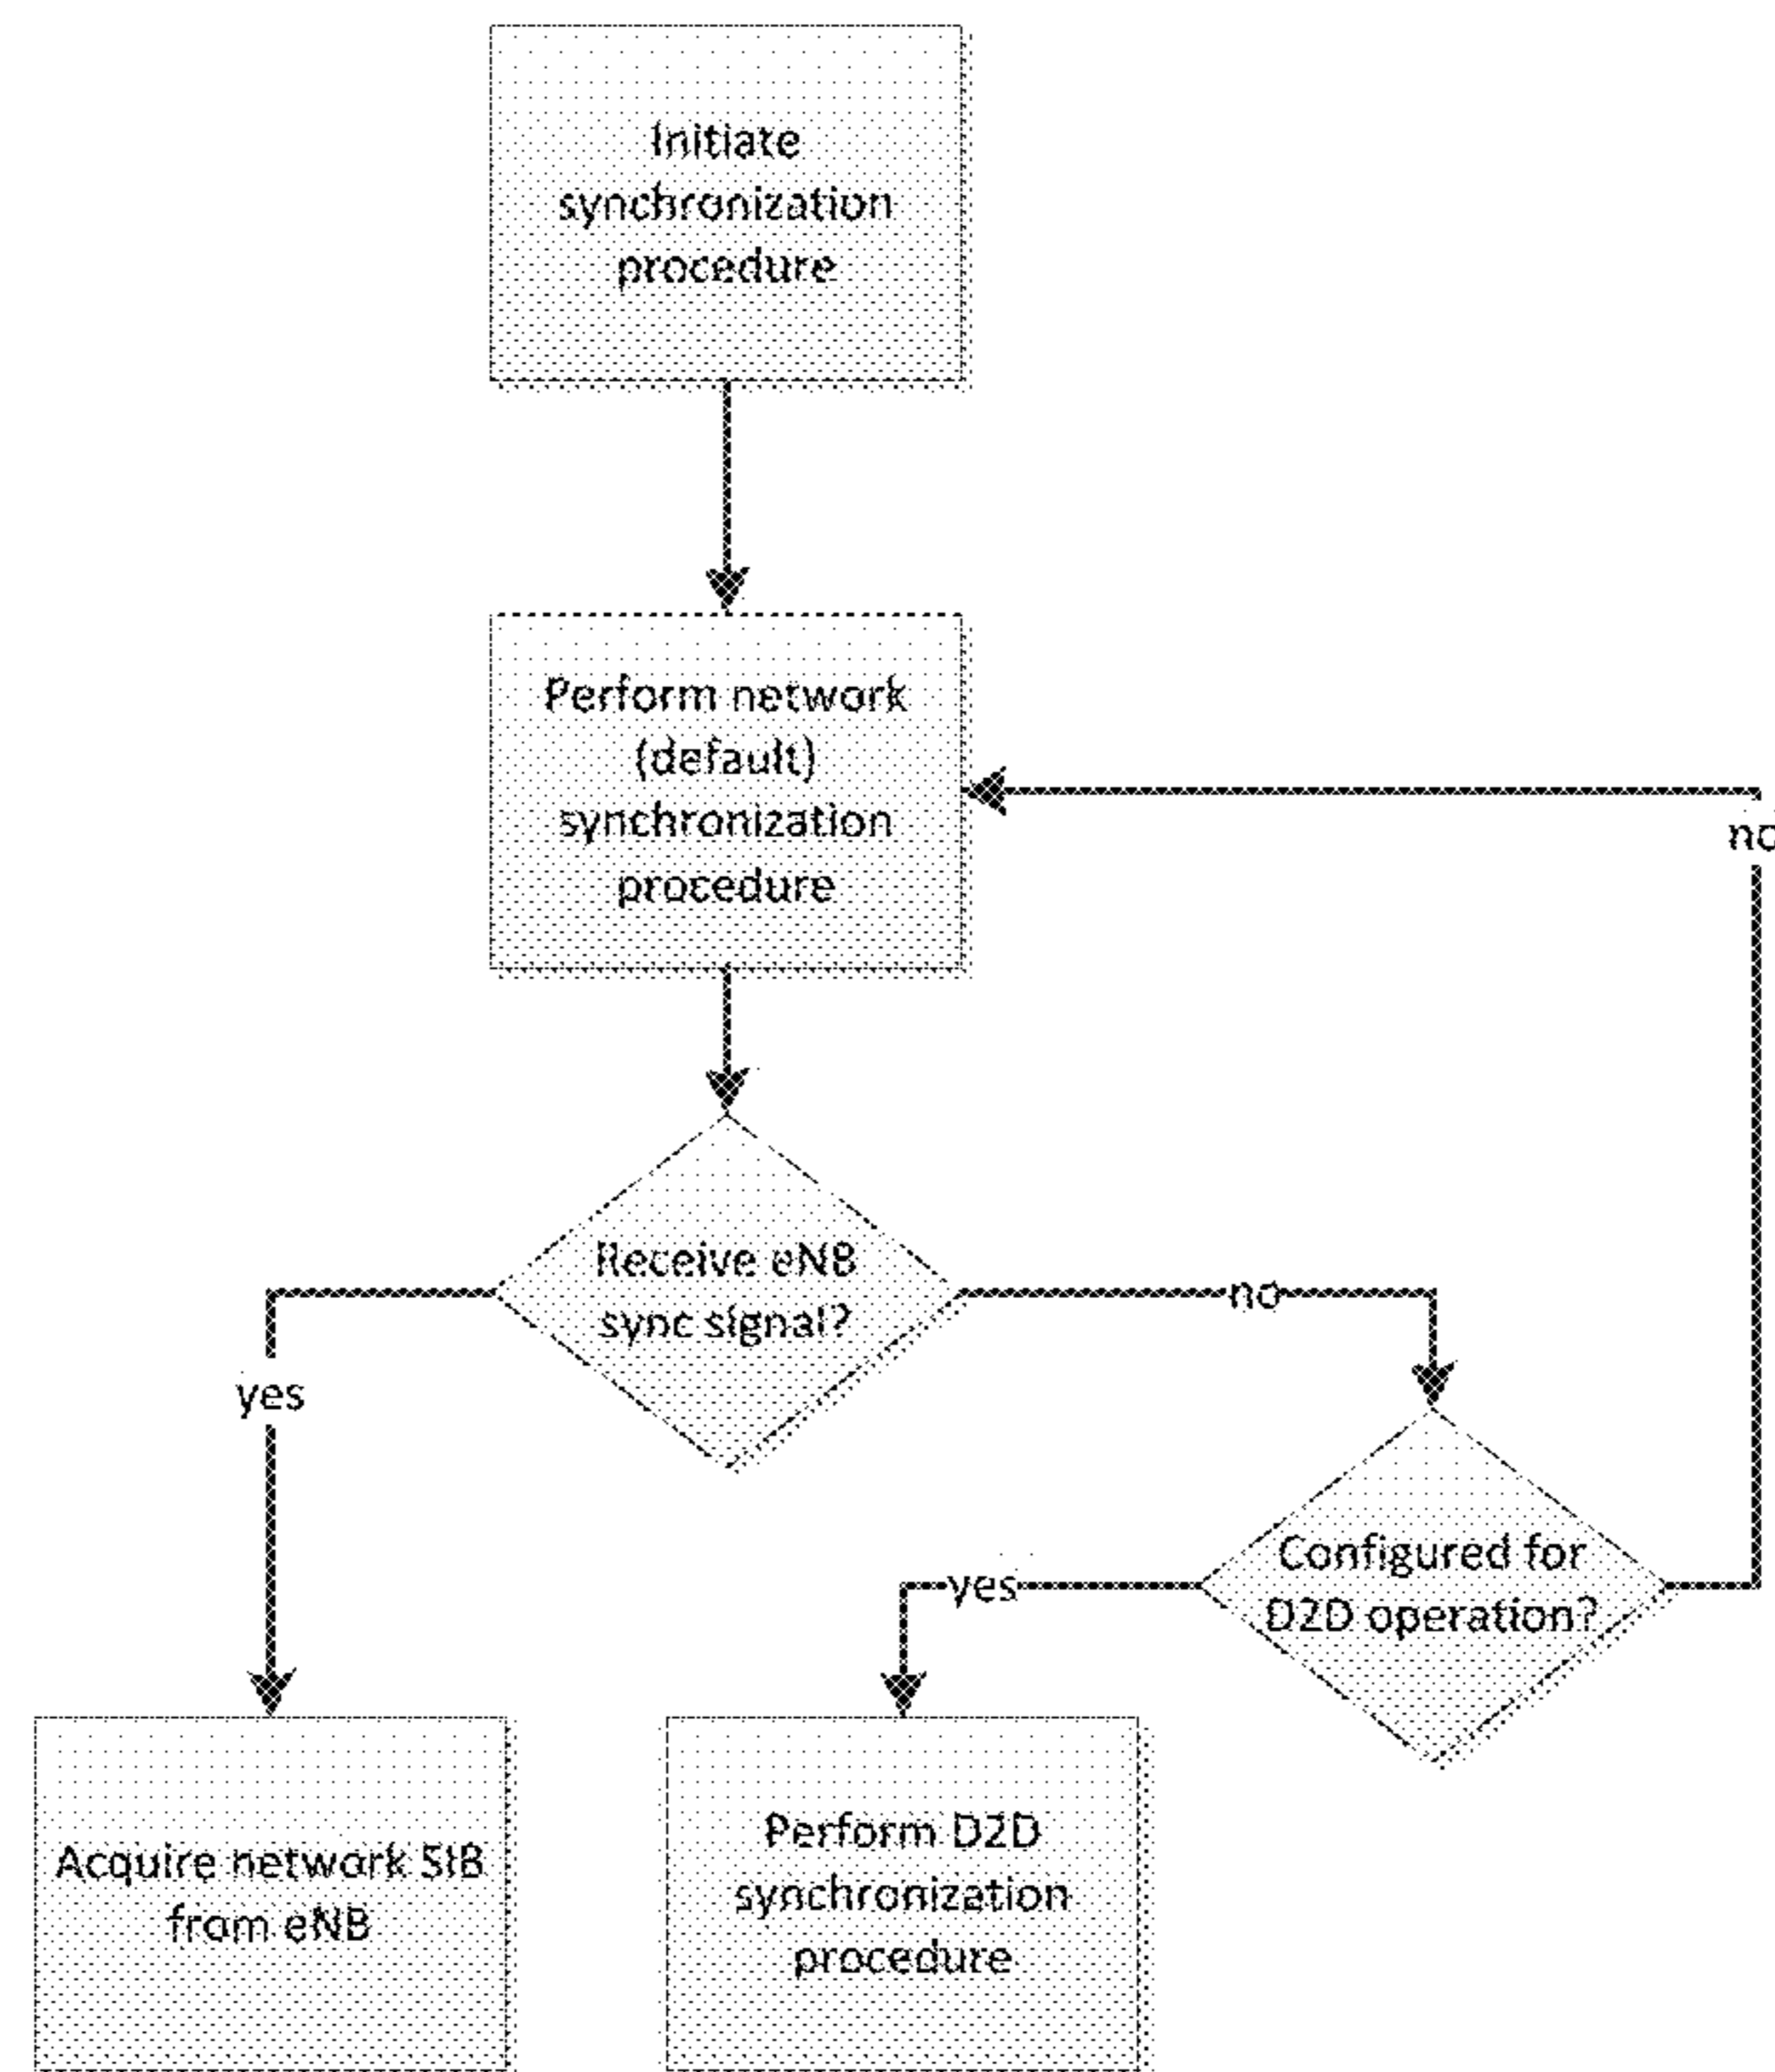 Initiate
synchronization
procedure
Perform network
(default)
synchronization
procedure
no
Receive eNB
sync signal?
no
yes
Configured for
D2D operation?
yes
Acquire network SIB
from eNB
Perform D2D
synchronization
procedure